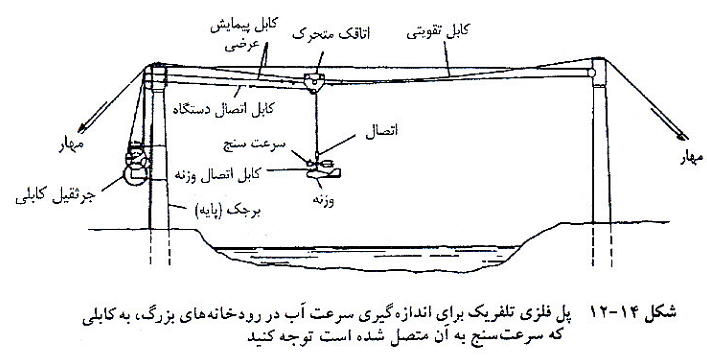 کابل پیمایش
عرضی
اتاقک متحرک
کابل تقویتی
کابل اتصال دستگاه
اتصال
مهار
سرعت سنج
مهار
کابل اتصال وزنه
وزنه
جرثقیل کابلی
برجک (پایه)
شکل ۱۴-۱۲ پل فلزی تلفریک برای اندازه‌گیری سرعت آب در رودخانه‌های بزرگ، به کابلی
که سرعت‌سنج به آن متصل شده است توجه کنید